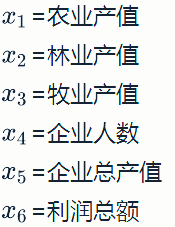 x₁ =农业产值
x₂ =林业产值
x₃ =牧业产值
x₄ =企业人数
x₅ =企业总产值
x₆ =利润总额